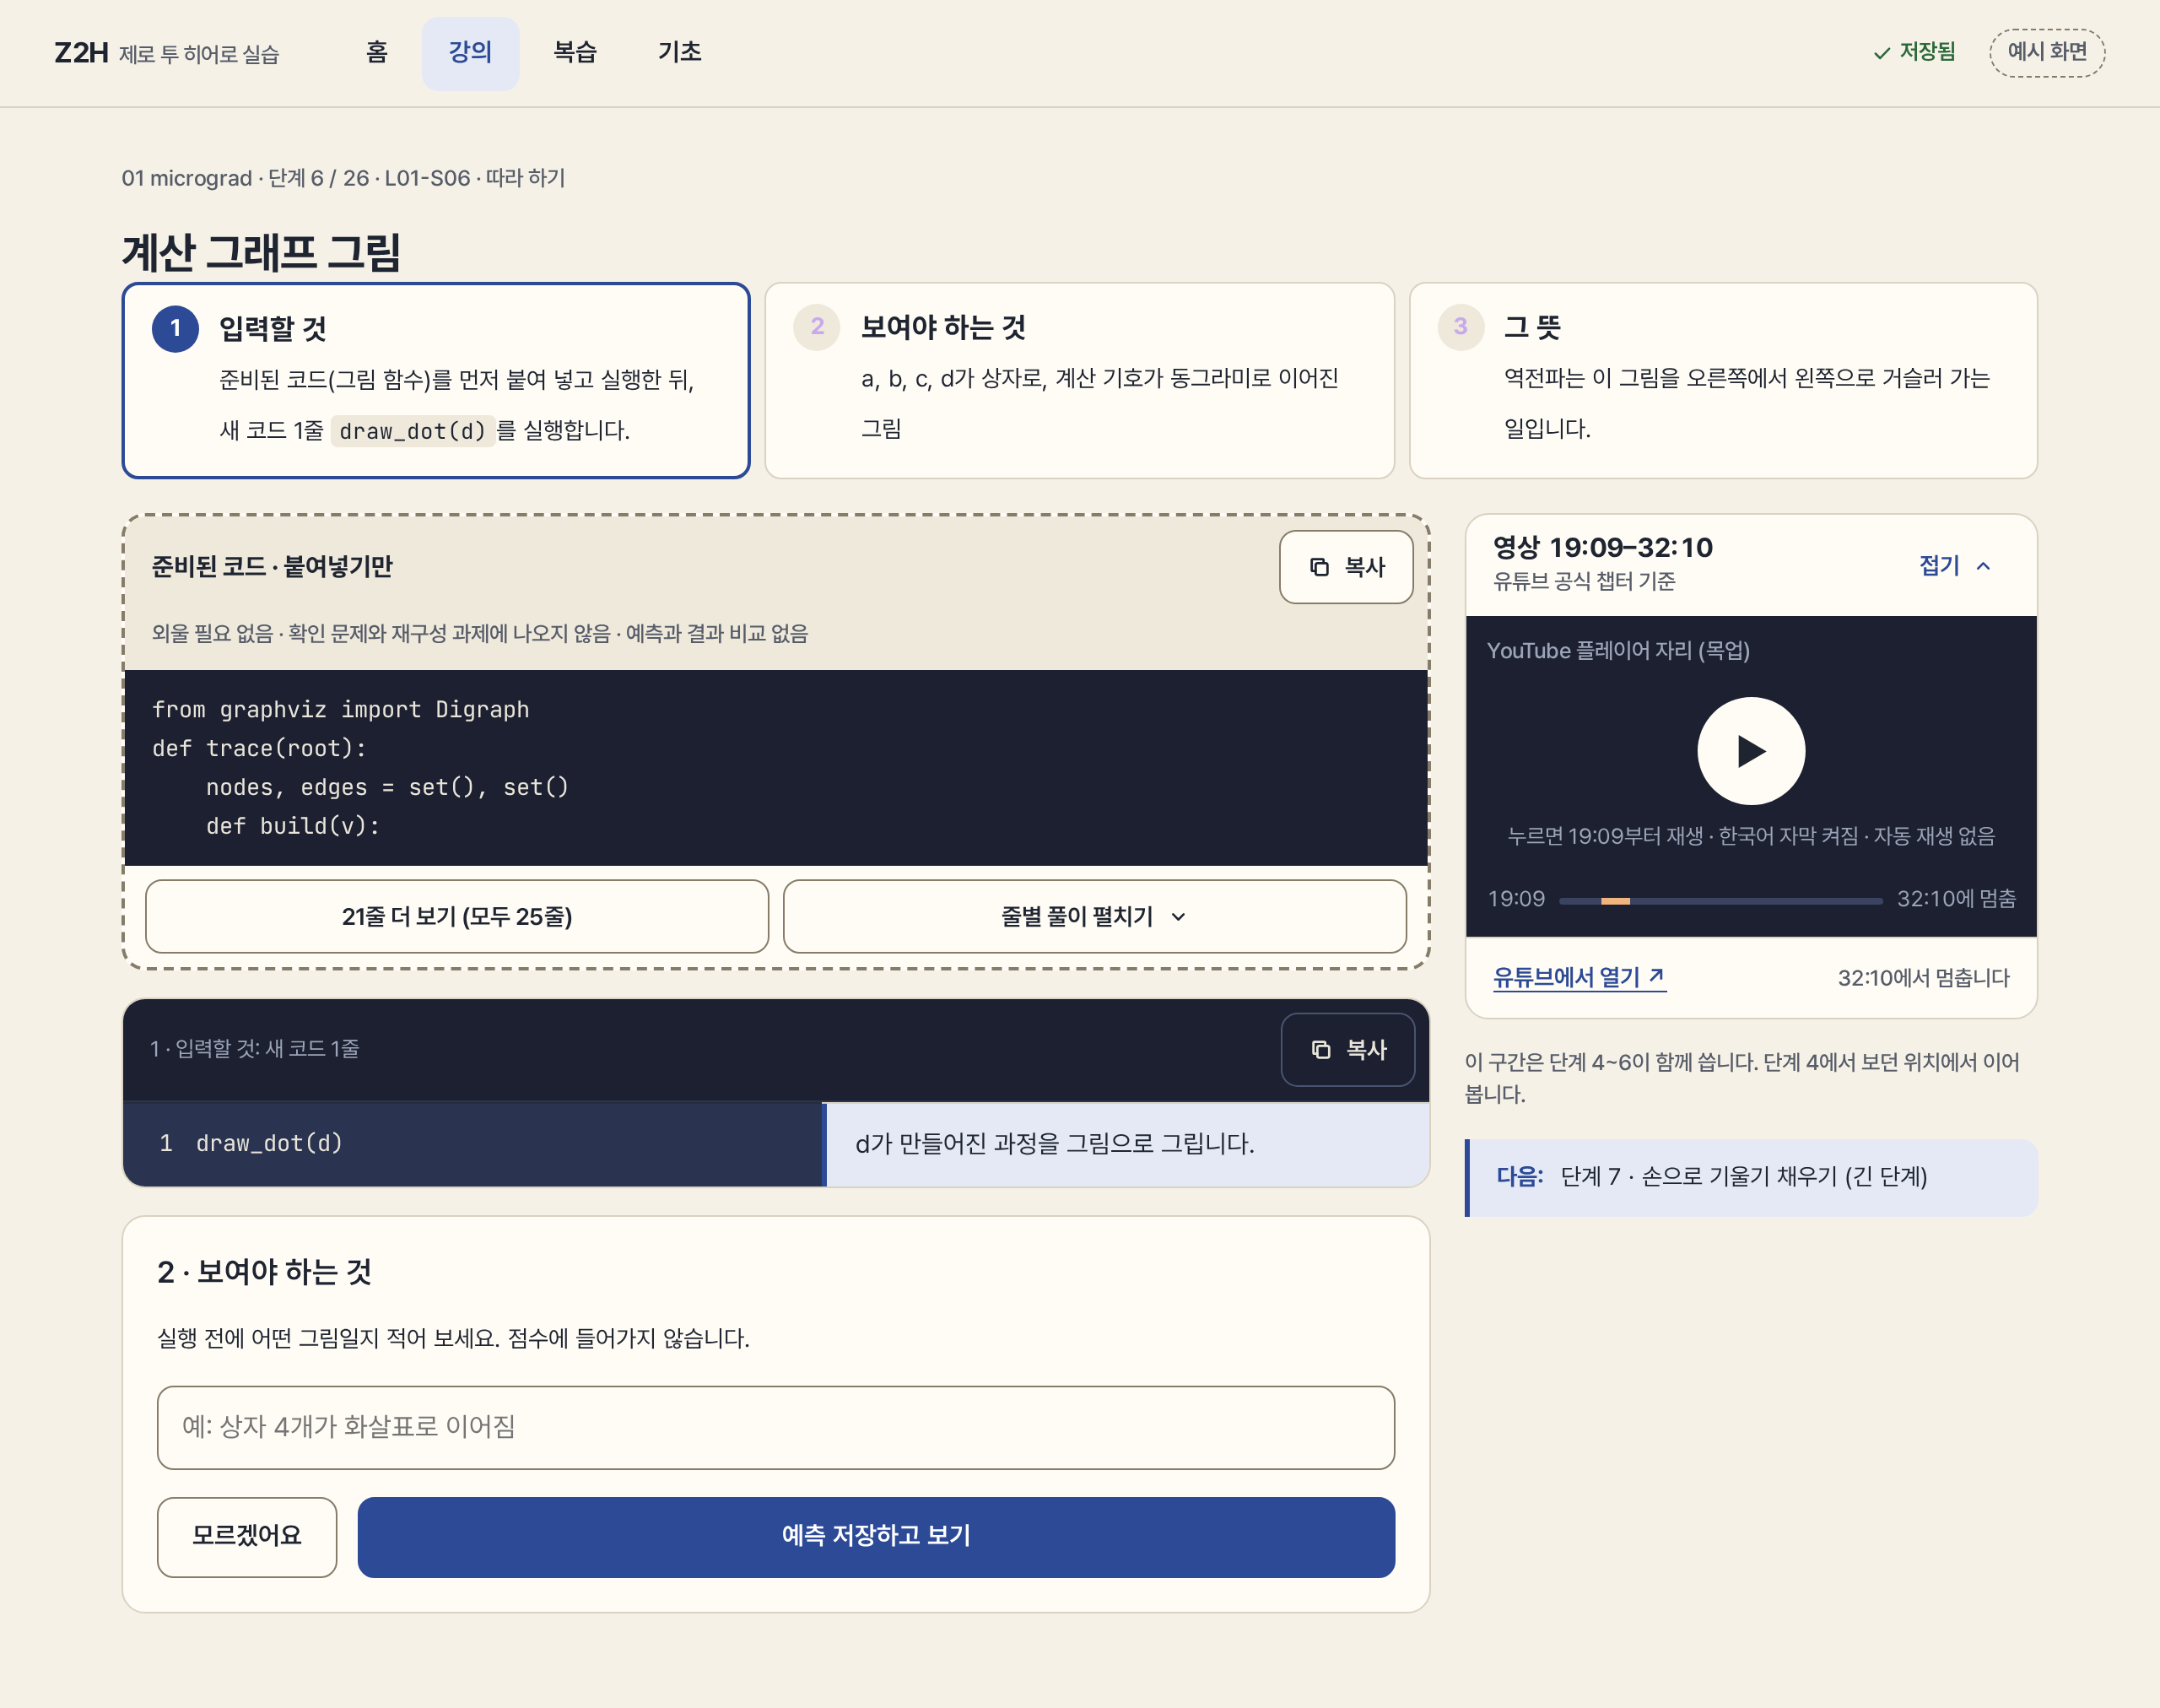 Z2H 제로 투 히어로 실습 홈 강의 복습 기초 저장됨 예시 화면
01 micrograd · 단계 6 / 26 · L01-S06 · 따라 하기
계산 그래프 그림
1 입력할 것
준비된 코드(그림 함수)를 먼저 붙여 넣고 실행한 뒤,
새 코드 1줄 draw_dot(d)를 실행합니다.
2 보여야 하는 것
a, b, c, d가 상자로, 계산 기호가 동그라미로 이어진
그림
3 그 뜻
역전파는 이 그림을 오른쪽에서 왼쪽으로 거슬러 가는
일입니다.
준비된 코드 · 붙여넣기만
복사
외울 필요 없음 · 확인 문제와 재구성 과제에 나오지 않음 · 예측과 결과 비교 없음
from graphviz import Digraph
def trace(root):
    nodes, edges = set(), set()
    def build(v):
21줄 더 보기 (모두 25줄)
줄별 풀이 펼치기
1 · 입력할 것: 새 코드 1줄
복사
1 draw_dot(d)
d가 만들어진 과정을 그림으로 그립니다.
2 · 보여야 하는 것
실행 전에 어떤 그림일지 적어 보세요. 점수에 들어가지 않습니다.
예: 상자 4개가 화살표로 이어짐
모르겠어요
예측 저장하고 보기
영상 19:09–32:10
유튜브 공식 챕터 기준
접기
YouTube 플레이어 자리 (목업)
누르면 19:09부터 재생 · 한국어 자막 켜짐 · 자동 재생 없음
19:09
32:10에 멈춤
유튜브에서 열기 ↗
32:10에서 멈춥니다
이 구간은 단계 4~6이 함께 씁니다. 단계 4에서 보던 위치에서 이어
봅니다.
다음: 단계 7 · 손으로 기울기 채우기 (긴 단계)